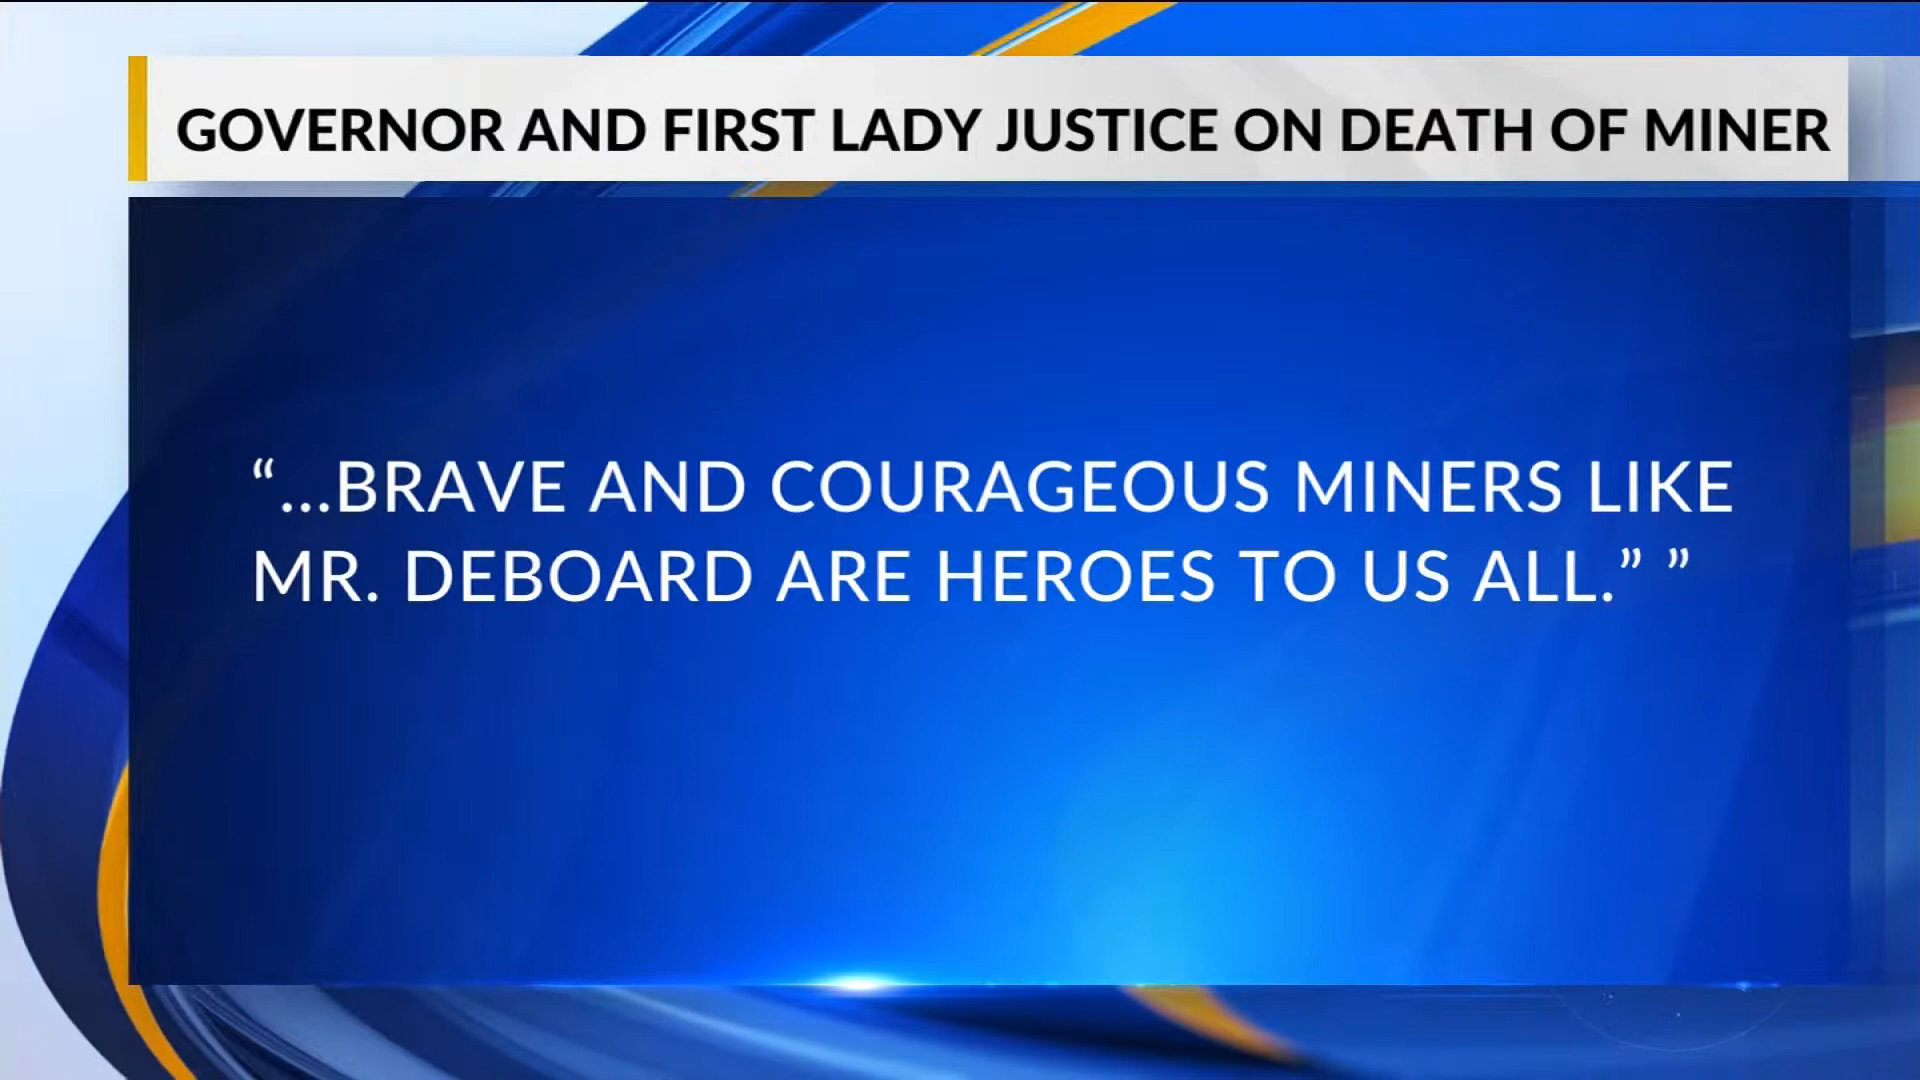 GOVERNOR AND FIRST LADY JUSTICE ON DEATH OF MINER
“...BRAVE AND COURAGEOUS MINERS LIKE
MR. DEBOARD ARE HEROES TO US ALL.” ”